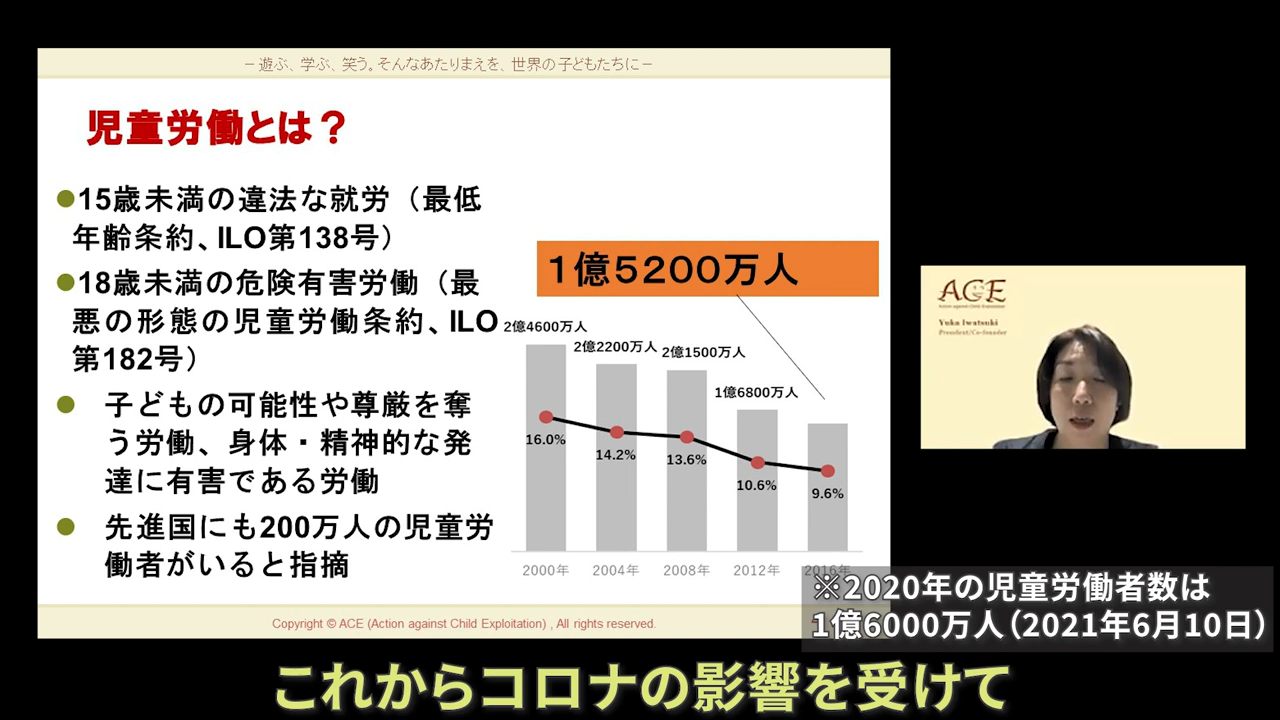 －遊ぶ、学ぶ、笑う。そんなあたりまえを、世界の子どもたちに－
児童労働とは？
●15歳未満の違法な就労（最低
年齢条約、ILO第138号）
●18歳未満の危険有害労働（最
悪の形態の児童労働条約、ILO
第182号）
● 子どもの可能性や尊厳を奪
う労働、身体・精神的な発
達に有害である労働
● 先進国にも200万人の児童労
働者がいると指摘
１億５２００万人
2億4600万人
2億2200万人
2億1500万人
1億6800万人
16.0%
14.2%
13.6%
10.6%
9.6%
2000年
2004年
2008年
2012年
2016年
Copyright © ACE (Action against Child Exploitation) , All rights reserved.
ACE
Action against Child Exploitation
Yuka Iwatsuki
President/Co-founder
※2020年の児童労働者数は
1億6000万人（2021年6月10日）
これからコロナの影響を受けて